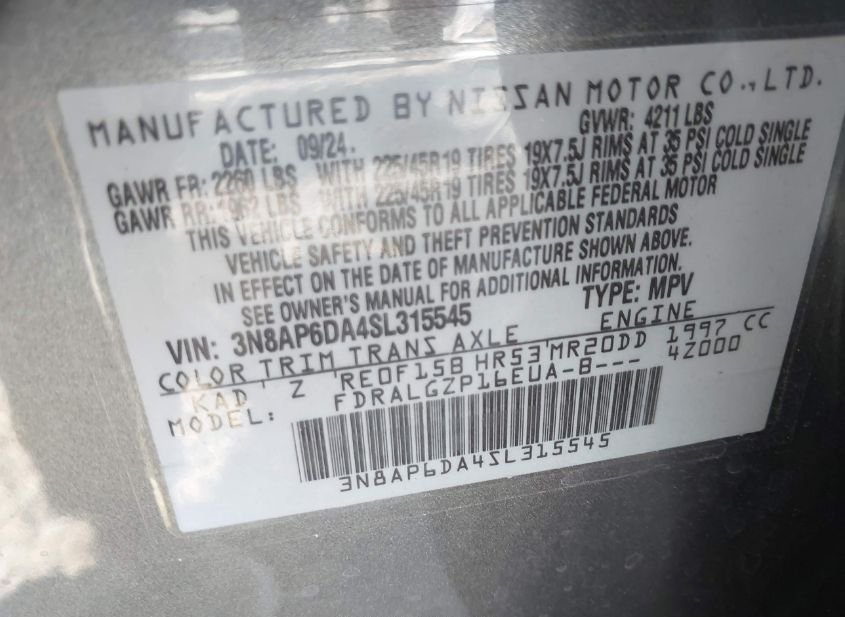 MANUFACTURED BY NISSAN MOTOR CO., LTD.
DATE: 09/24. GVWR: 4211 LBS
GAWR FR: 2260 LBS WITH 225/45R19 TIRES 19X7.5J RIMS AT 35 PSI COLD SINGLE
GAWR RR: 1962 LBS WITH 225/45R19 TIRES 19X7.5J RIMS AT 35 PSI COLD SINGLE
THIS VEHICLE CONFORMS TO ALL APPLICABLE FEDERAL MOTOR
VEHICLE SAFETY AND THEFT PREVENTION STANDARDS
IN EFFECT ON THE DATE OF MANUFACTURE SHOWN ABOVE.
SEE OWNER'S MANUAL FOR ADDITIONAL INFORMATION.
VIN: 3N8AP6DA4SL315545 TYPE: MPV
COLOR TRIM TRANS AXLE ENGINE
KAD Z RE0F15B HR53 MR20DD 1997 CC
MODEL: FDRALGZP16EUA-B--- 4Z000
3N8AP6DA4SL315545